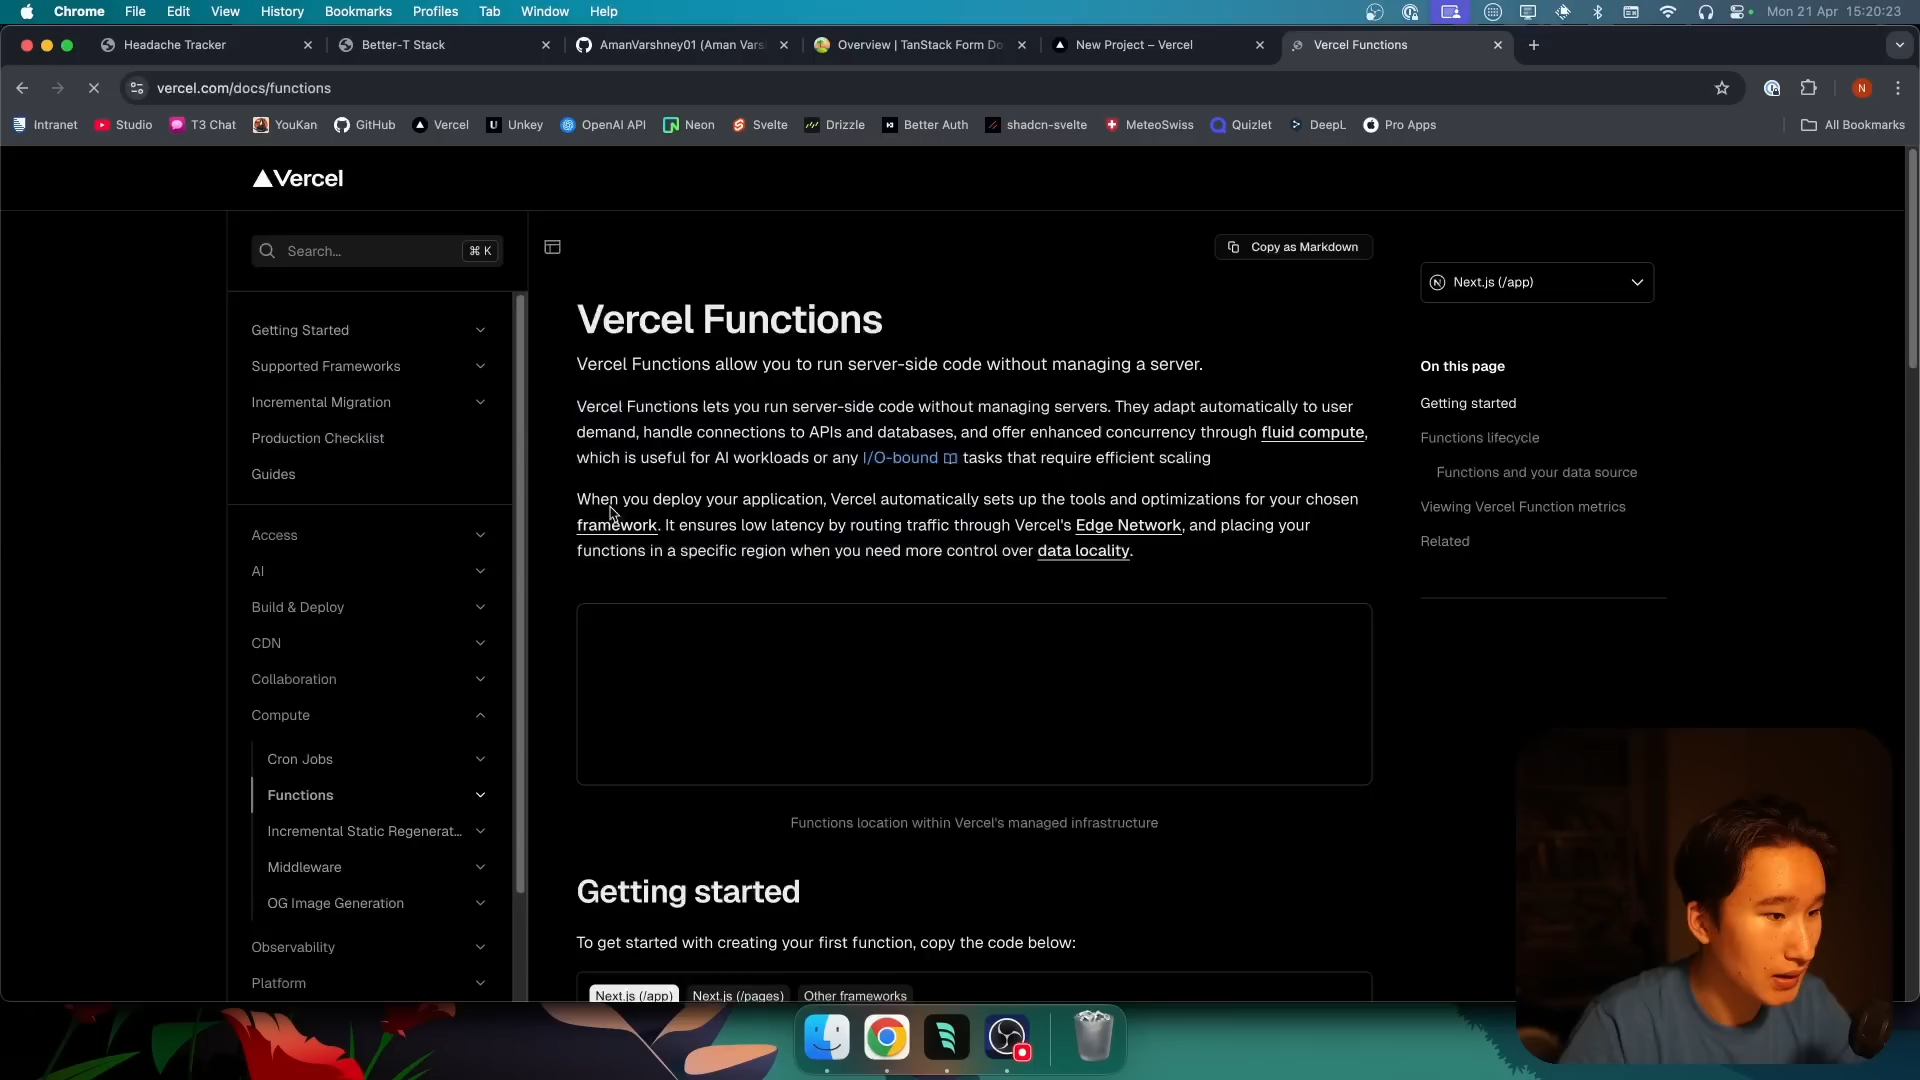 Chrome File Edit View History Bookmarks Profiles Tab Window Help Mon 21 Apr 15:20:23
Headache Tracker Better-T Stack AmanVarshney01 (Aman Vars Overview | TanStack Form Do New Project – Vercel Vercel Functions
vercel.com/docs/functions N
Intranet Studio T3 Chat YouKan GitHub Vercel Unkey OpenAI API Neon Svelte Drizzle Better Auth shadcn-svelte MeteoSwiss Quizlet DeepL Pro Apps All Bookmarks
Vercel
Search... ⌘ K
Getting Started
Supported Frameworks
Incremental Migration
Production Checklist
Guides
Access
AI
Build & Deploy
CDN
Collaboration
Compute
Cron Jobs
Functions
Incremental Static Regenerat...
Middleware
OG Image Generation
Observability
Platform
Copy as Markdown
Vercel Functions
Vercel Functions allow you to run server-side code without managing a server.
Vercel Functions lets you run server-side code without managing servers. They adapt automatically to user
demand, handle connections to APIs and databases, and offer enhanced concurrency through fluid compute,
which is useful for AI workloads or any I/O-bound tasks that require efficient scaling
When you deploy your application, Vercel automatically sets up the tools and optimizations for your chosen
framework. It ensures low latency by routing traffic through Vercel's Edge Network, and placing your
functions in a specific region when you need more control over data locality.
Functions location within Vercel's managed infrastructure
Getting started
To get started with creating your first function, copy the code below:
Next.js (/app) Next.js (/pages) Other frameworks
Next.js (/app)
On this page
Getting started
Functions lifecycle
Functions and your data source
Viewing Vercel Function metrics
Related